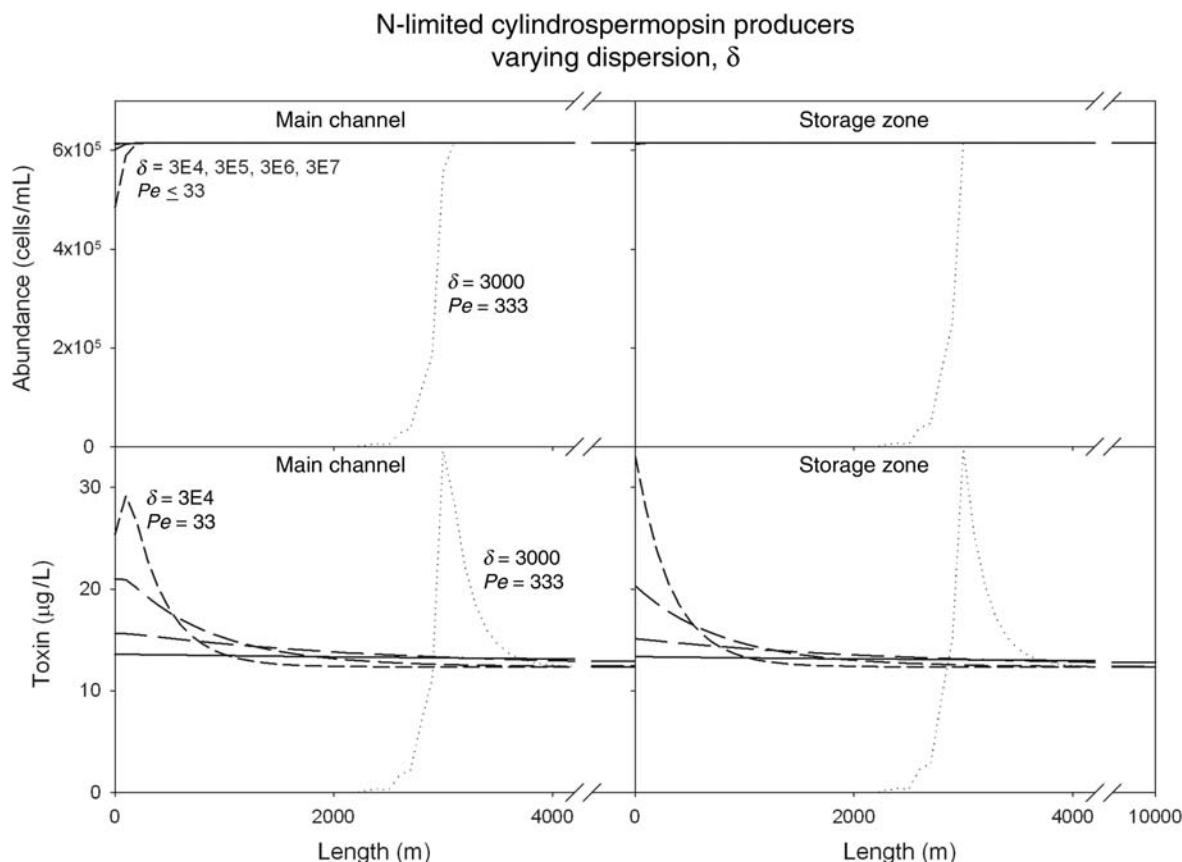 N-limited cylindrospermopsin producers
varying dispersion, δ
Main channel
Storage zone
Abundance (cells/mL)
6x10⁵
4x10⁵
2x10⁵
0
δ = 3E4, 3E5, 3E6, 3E7
Pe ≤ 33
δ = 3000
Pe = 333
Main channel
Storage zone
Toxin (μg/L)
30
20
10
0
δ = 3E4
Pe = 33
δ = 3000
Pe = 333
0 2000 4000 0 2000 4000 10000
Length (m) Length (m)